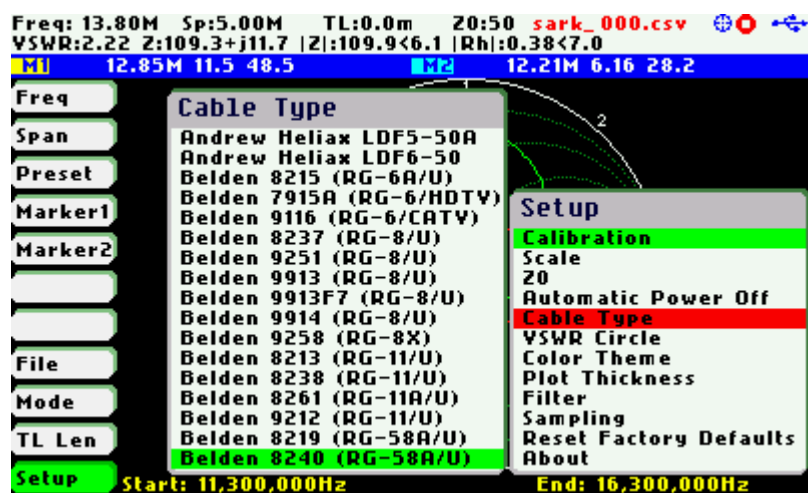 Freq: 13.80M Sp:5.00M TL:0.0m Z0:50 sark_000.csv
VSWR:2.22 Z:109.3+j11.7 |Z|:109.9<6.1 |Rh|:0.38<7.0
M1 12.85M 11.5 48.5 M2 12.21M 6.16 28.2
Freq
Span
Preset
Marker1
Marker2
File
Mode
TL Len
Setup
Cable Type
Andrew Heliax LDF5-50A
Andrew Heliax LDF6-50
Belden 8215 (RG-6A/U)
Belden 7915A (RG-6/HDTV)
Belden 9116 (RG-6/CATV)
Belden 8237 (RG-8/U)
Belden 9251 (RG-8/U)
Belden 9913 (RG-8/U)
Belden 9913F7 (RG-8/U)
Belden 9914 (RG-8/U)
Belden 9258 (RG-8X)
Belden 8213 (RG-11/U)
Belden 8238 (RG-11/U)
Belden 8261 (RG-11A/U)
Belden 9212 (RG-11/U)
Belden 8219 (RG-58A/U)
Belden 8240 (RG-58A/U)
1
2
Setup
Calibration
Scale
Z0
Automatic Power Off
Cable Type
VSWR Circle
Color Theme
Plot Thickness
Filter
Sampling
Reset Factory Defaults
About
Start: 11,300,000Hz End: 16,300,000Hz